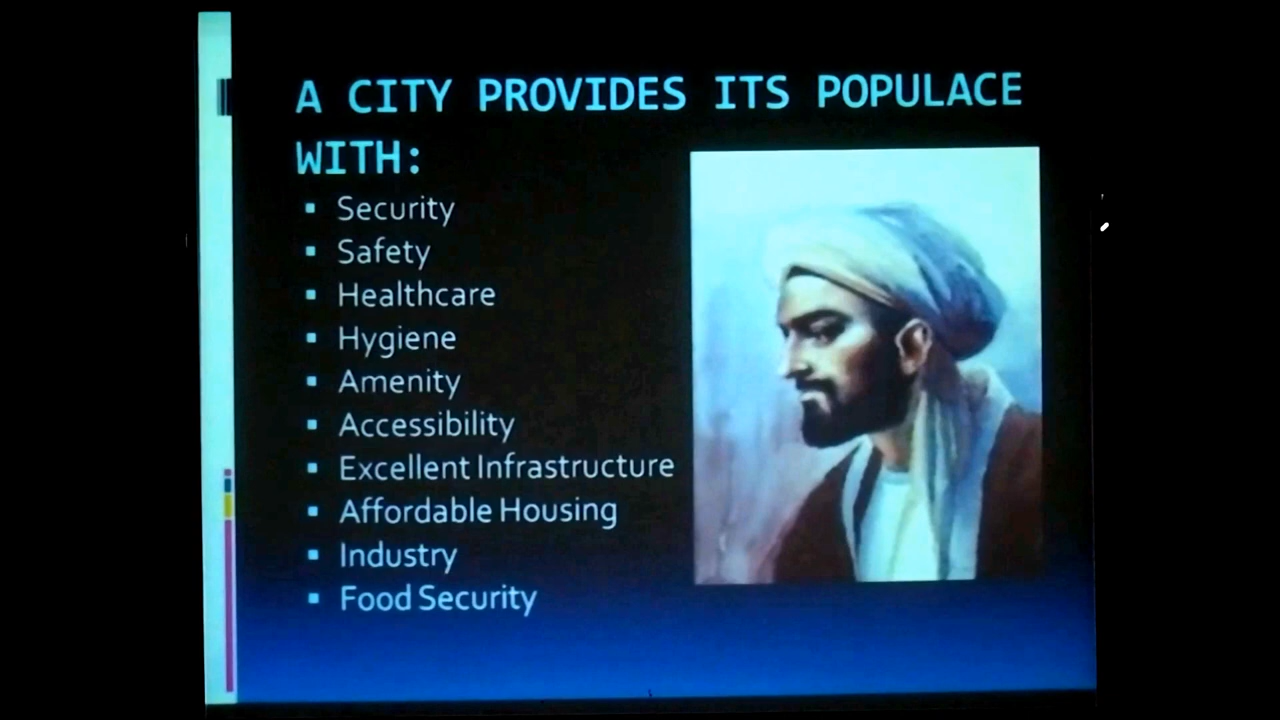 A CITY PROVIDES ITS POPULACE
WITH:
Security
Safety
Healthcare
Hygiene
Amenity
Accessibility
Excellent Infrastructure
Affordable Housing
Industry
Food Security